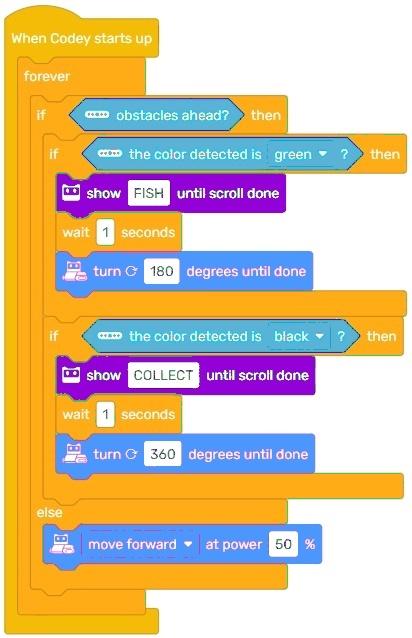 When Codey starts up
forever
if obstacles ahead? then
if the color detected is green ? then
show FISH until scroll done
wait 1 seconds
turn 180 degrees until done
if the color detected is black ? then
show COLLECT until scroll done
wait 1 seconds
turn 360 degrees until done
else
move forward at power 50 %